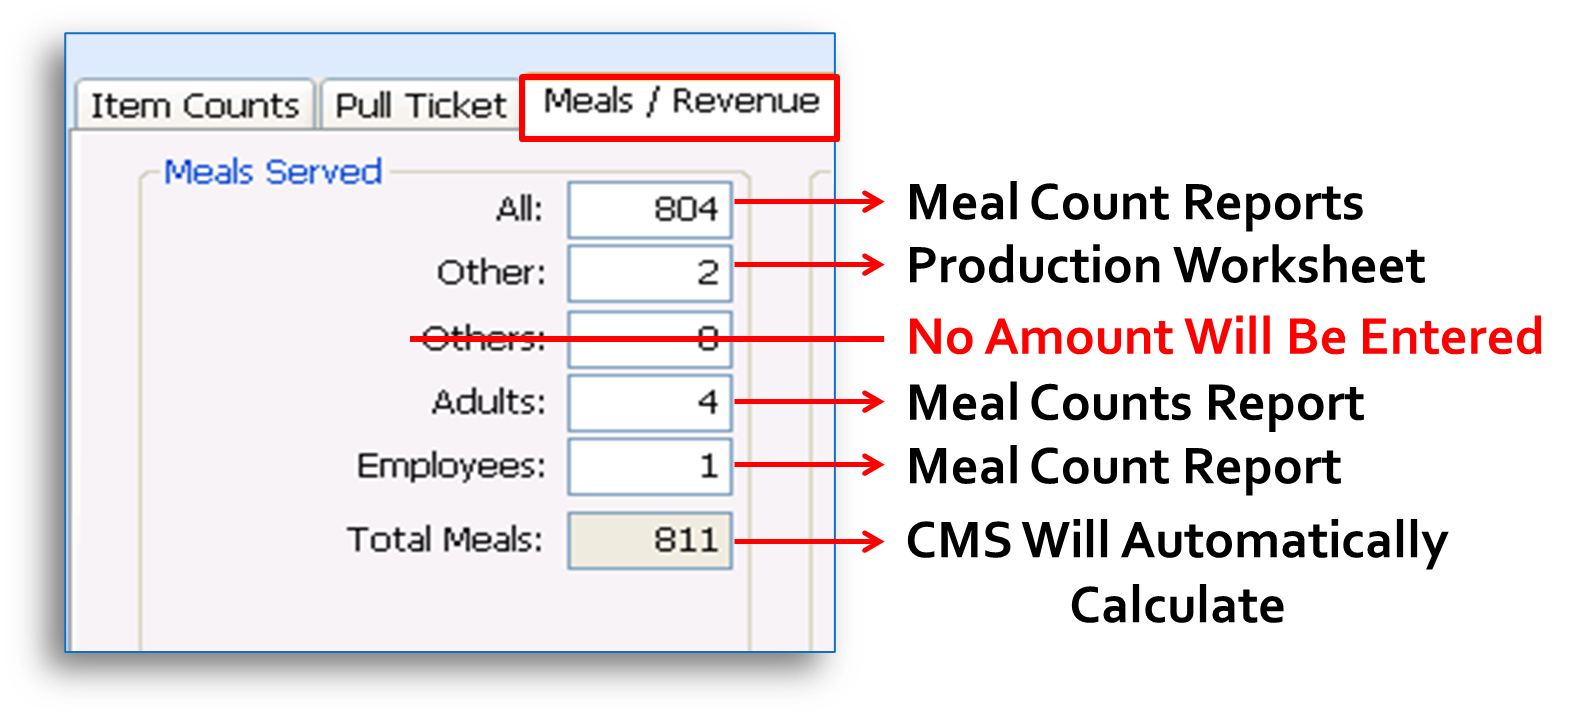 Item Counts Pull Ticket Meals / Revenue
Meals Served
All: 804 Meal Count Reports
Other: 2 Production Worksheet
Others: 0 No Amount Will Be Entered
Adults: 4 Meal Counts Report
Employees: 1 Meal Count Report
Total Meals: 811 CMS Will Automatically
Calculate